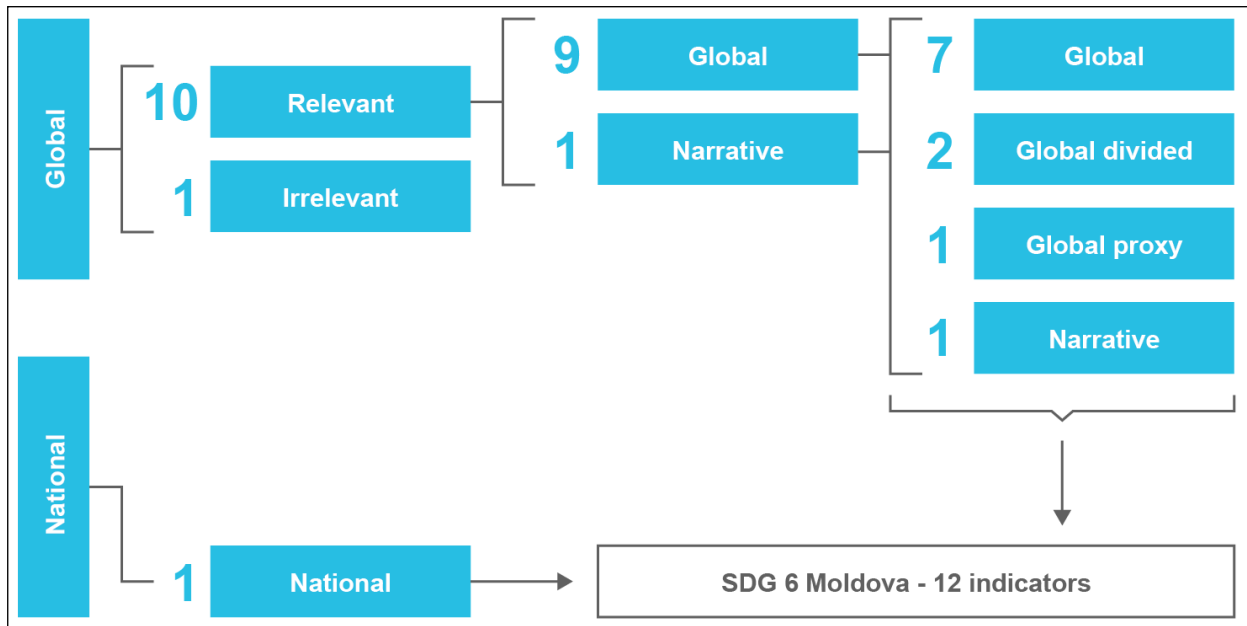 Global
10 Relevant
1 Irrelevant
9 Global
1 Narrative
7 Global
2 Global divided
1 Global proxy
1 Narrative
National
1 National
SDG 6 Moldova - 12 indicators